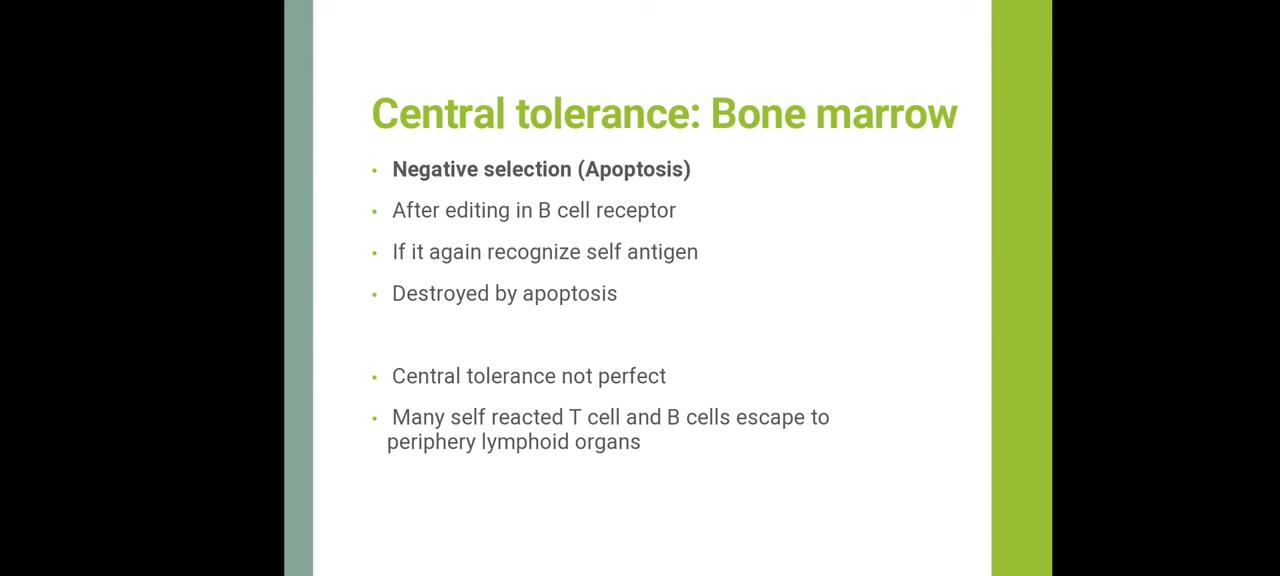 Central tolerance: Bone marrow
• Negative selection (Apoptosis)
• After editing in B cell receptor
• If it again recognize self antigen
• Destroyed by apoptosis
• Central tolerance not perfect
• Many self reacted T cell and B cells escape to
periphery lymphoid organs